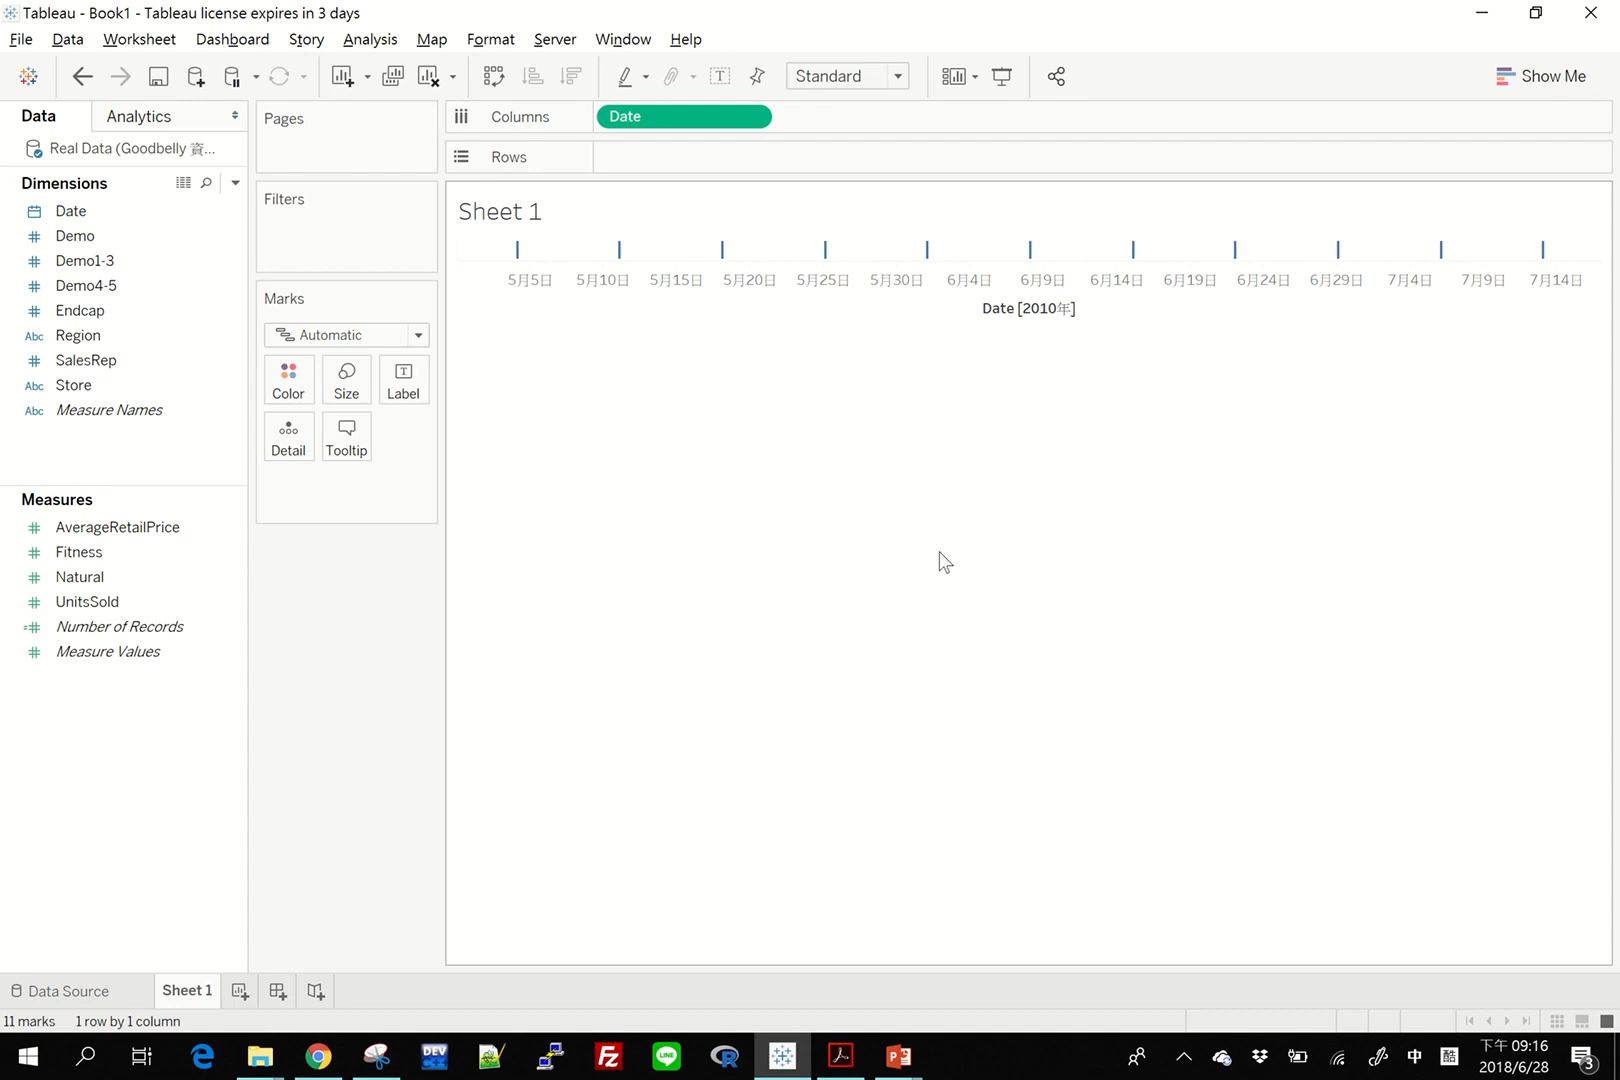 Tableau - Book1 - Tableau license expires in 3 days
File Data Worksheet Dashboard Story Analysis Map Format Server Window Help
Standard
Show Me
Data Analytics
Real Data (Goodbelly 資...
Dimensions
Date
Demo
Demo1-3
Demo4-5
Endcap
Abc Region
SalesRep
Abc Store
Abc Measure Names
Measures
AverageRetailPrice
Fitness
Natural
UnitsSold
Number of Records
Measure Values
Pages
Filters
Marks
Automatic
Color Size Label
Detail Tooltip
Columns Date
Rows
Sheet 1
5月5日 5月10日 5月15日 5月20日 5月25日 5月30日 6月4日 6月9日 6月14日 6月19日 6月24日 6月29日 7月4日 7月9日 7月14日
Date [2010年]
Data Source Sheet 1
11 marks 1 row by 1 column
DEV
LINE
中
酷
下午 09:16
2018/6/28
3